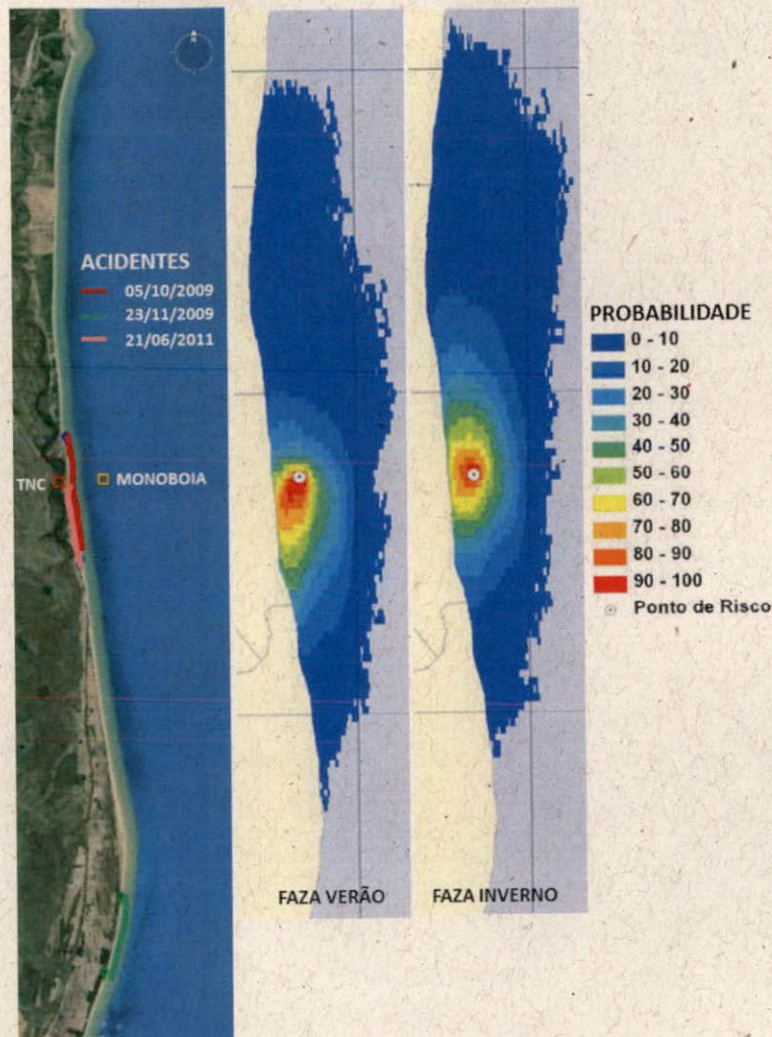 N
ACIDENTES
05/10/2009
23/11/2009
21/06/2011
TNC
MONOBOIA
FAZA VERÃO
FAZA INVERNO
PROBABILIDADE
0 - 10
10 - 20
20 - 30
30 - 40
40 - 50
50 - 60
60 - 70
70 - 80
80 - 90
90 - 100
Ponto de Risco